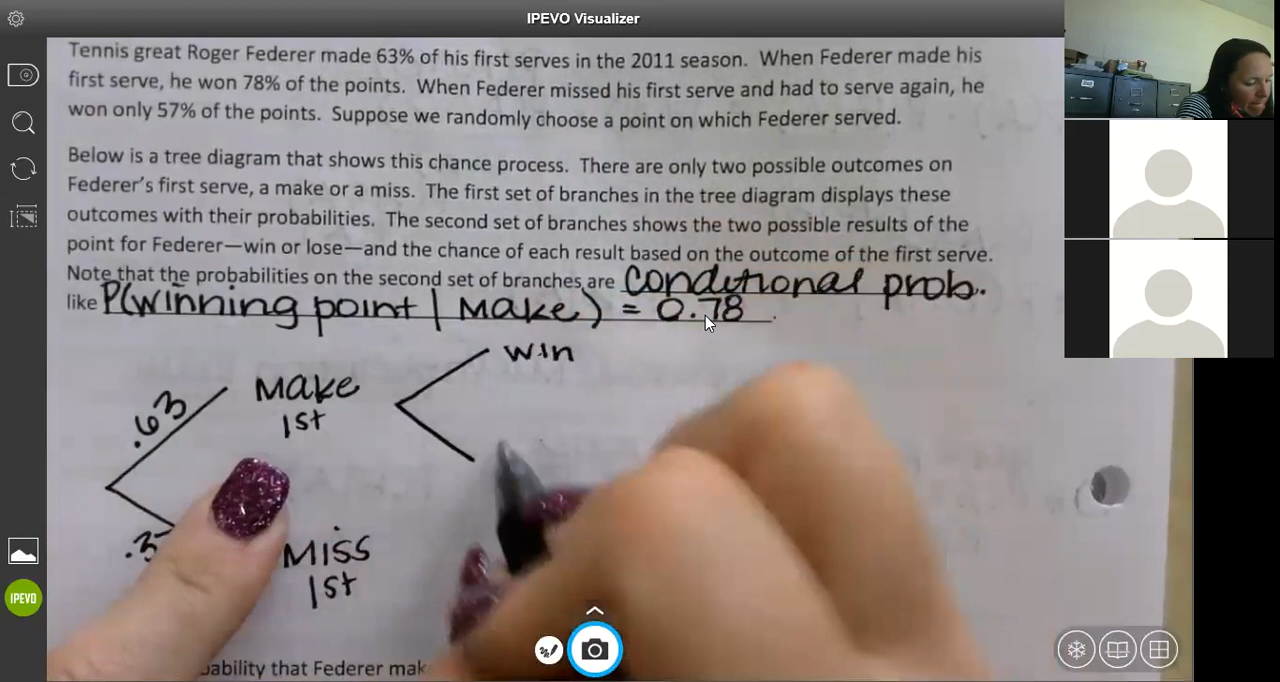 IPEVO Visualizer
Tennis great Roger Federer made 63% of his first serves in the 2011 season. When Federer made his
first serve, he won 78% of the points. When Federer missed his first serve and had to serve again, he
won only 57% of the points. Suppose we randomly choose a point on which Federer served.
Below is a tree diagram that shows this chance process. There are only two possible outcomes on
Federer's first serve, a make or a miss. The first set of branches in the tree diagram displays these
outcomes with their probabilities. The second set of branches shows the two possible results of the
point for Federer—win or lose—and the chance of each result based on the outcome of the first serve.
Note that the probabilities on the second set of branches are conditional prob.
like P(winning point | Make) = 0.78.
win
.63 Make
1st
Miss
1st
that Federer
IPEVO